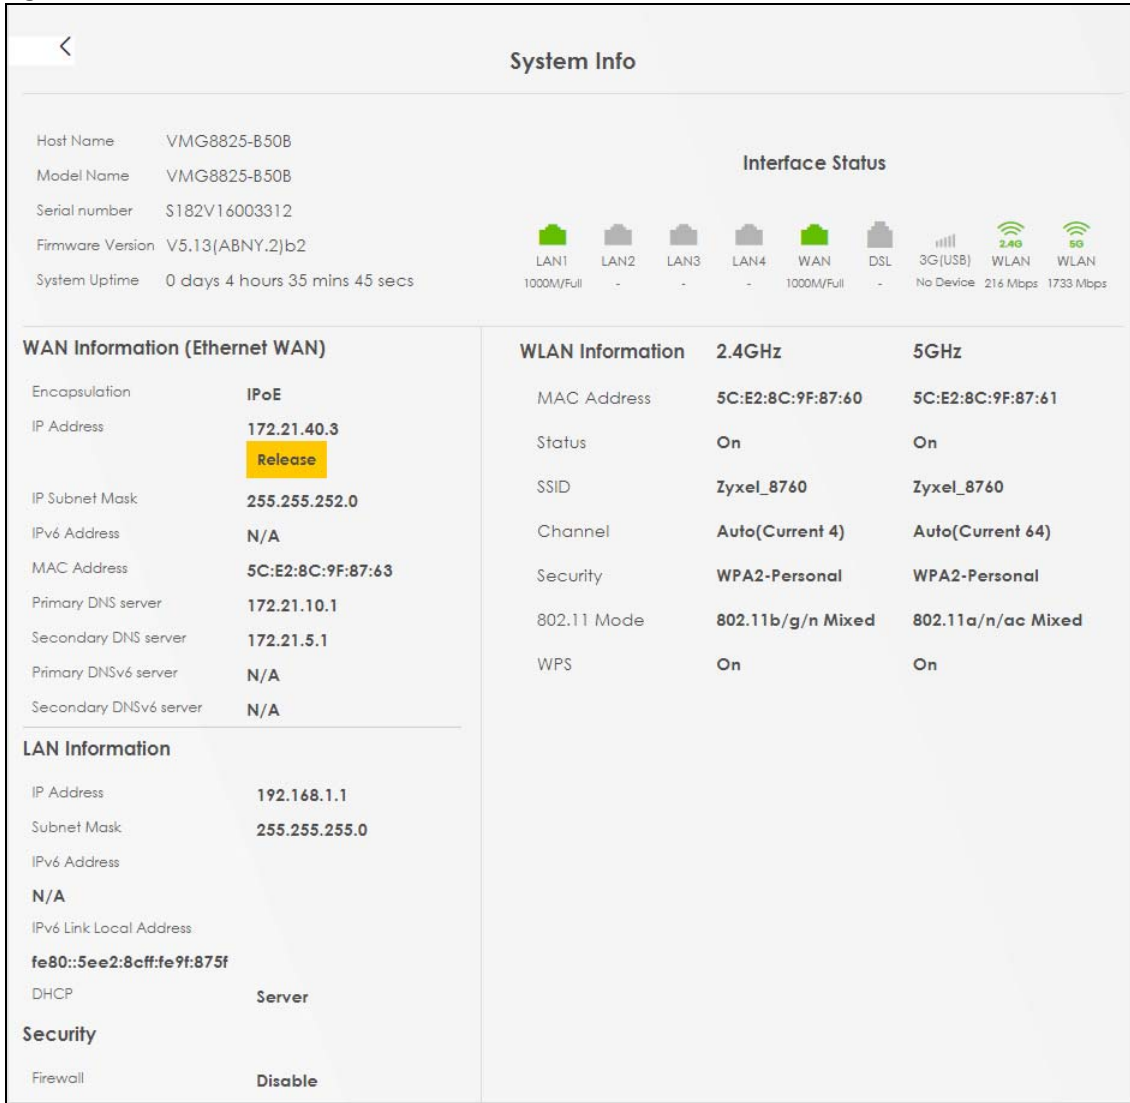 System Info
Host Name VMG8825-B50B
Model Name VMG8825-B50B
Serial number S182V16003312
Firmware Version V5.13(ABNY.2)b2
System Uptime 0 days 4 hours 35 mins 45 secs
Interface Status
2.4G 5G
LAN1 LAN2 LAN3 LAN4 WAN DSL 3G(USB) WLAN WLAN
1000M/Full - - - 1000M/Full - No Device 216 Mbps 1733 Mbps
WAN Information (Ethernet WAN)
Encapsulation IPoE
IP Address 172.21.40.3
Release
IP Subnet Mask 255.255.252.0
IPv6 Address N/A
MAC Address 5C:E2:8C:9F:87:63
Primary DNS server 172.21.10.1
Secondary DNS server 172.21.5.1
Primary DNSv6 server N/A
Secondary DNSv6 server N/A
LAN Information
IP Address 192.168.1.1
Subnet Mask 255.255.255.0
IPv6 Address
N/A
IPv6 Link Local Address
fe80::5ee2:8cff:fe9f:875f
DHCP Server
Security
Firewall Disable
WLAN Information 2.4GHz 5GHz
MAC Address 5C:E2:8C:9F:87:60 5C:E2:8C:9F:87:61
Status On On
SSID Zyxel_8760 Zyxel_8760
Channel Auto(Current 4) Auto(Current 64)
Security WPA2-Personal WPA2-Personal
802.11 Mode 802.11b/g/n Mixed 802.11a/n/ac Mixed
WPS On On